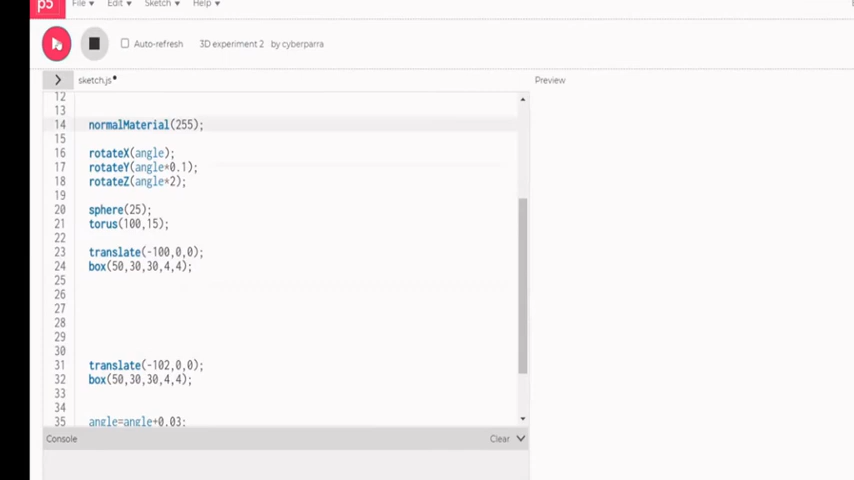 p5
File ▾ Edit ▾ Sketch ▾ Help ▾
Auto-refresh 3D experiment 2 by cyberparra
> sketch.js• Preview
12
13
14 normalMaterial(255);
15
16 rotateX(angle);
17 rotateY(angle*0.1);
18 rotateZ(angle*2);
19
20 sphere(25);
21 torus(100,15);
22
23 translate(-100,0,0);
24 box(50,30,30,4,4);
25
26
27
28
29
30
31 translate(-102,0,0);
32 box(50,30,30,4,4);
33
34
35 angle=angle+0.03;
Console Clear